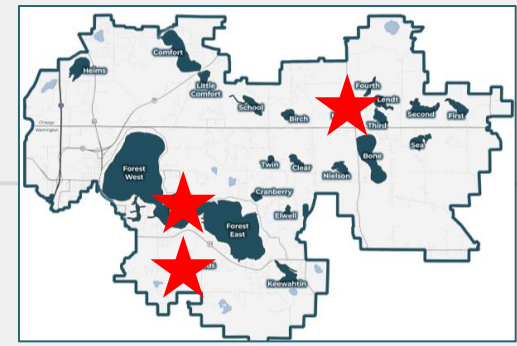 Comfort
Heims
Little
Comfort
School
Birch
Fourth
Lendt
Third
Second
First
Sea
Bone
Chisago
Washington
Forest
West
Twin
Clear
Nielson
Cranberry
Elwell
Forest
East
Keewahtin